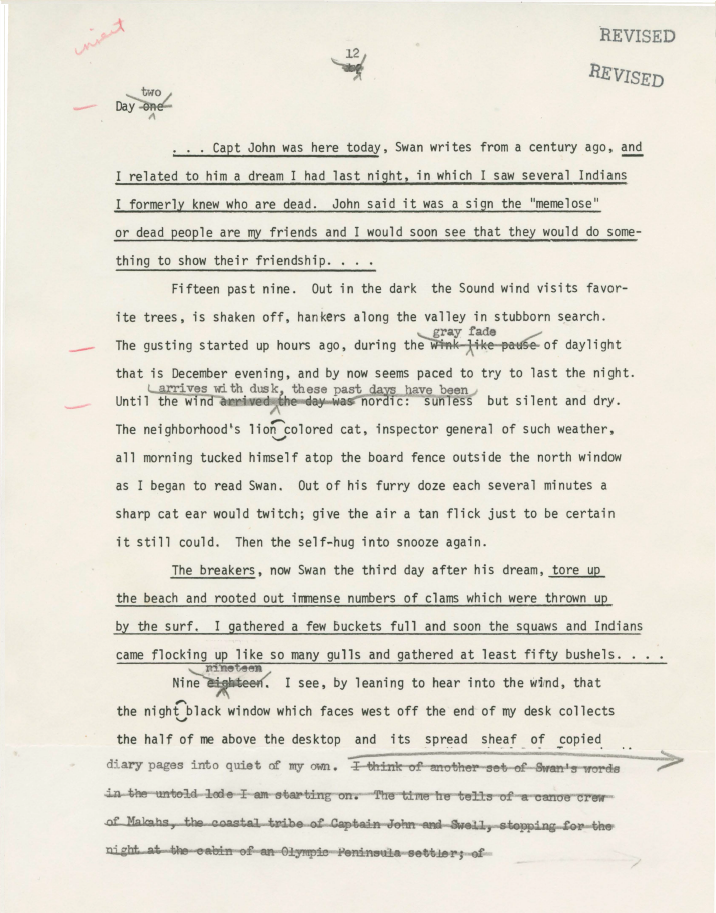 insert
REVISED
REVISED
12
two
Day one
. . . Capt John was here today, Swan writes from a century ago, and
I related to him a dream I had last night, in which I saw several Indians
I formerly knew who are dead.  John said it was a sign the "memelose"
or dead people are my friends and I would soon see that they would do some-
thing to show their friendship. . . .
Fifteen past nine.  Out in the dark  the Sound wind visits favor-
ite trees, is shaken off, hankers along the valley in stubborn search.
gray fade
The gusting started up hours ago, during the wink-like pause of daylight
that is December evening, and by now seems paced to try to last the night.
arrives with dusk, these past days have been
Until the wind arrived the day was nordic:  sunless  but silent and dry.
The neighborhood's lion colored cat, inspector general of such weather,
all morning tucked himself atop the board fence outside the north window
as I began to read Swan.  Out of his furry doze each several minutes a
sharp cat ear would twitch; give the air a tan flick just to be certain
it still could.  Then the self-hug into snooze again.
The breakers, now Swan the third day after his dream, tore up
the beach and rooted out immense numbers of clams which were thrown up
by the surf.  I gathered a few buckets full and soon the squaws and Indians
came flocking up like so many gulls and gathered at least fifty bushels. . . .
nineteen
Nine eighteen.  I see, by leaning to hear into the wind, that
the night black window which faces west off the end of my desk collects
the half of me above the desktop  and  its  spread  sheaf  of  copied
diary pages into quiet of my own.  I think of another set of Swan's words
in the untold lode I am starting on.  The time he tells of a canoe crew
of Makahs, the coastal tribe of Captain John and Swell, stopping for the
night at the cabin of an Olympic Peninsula settler; of